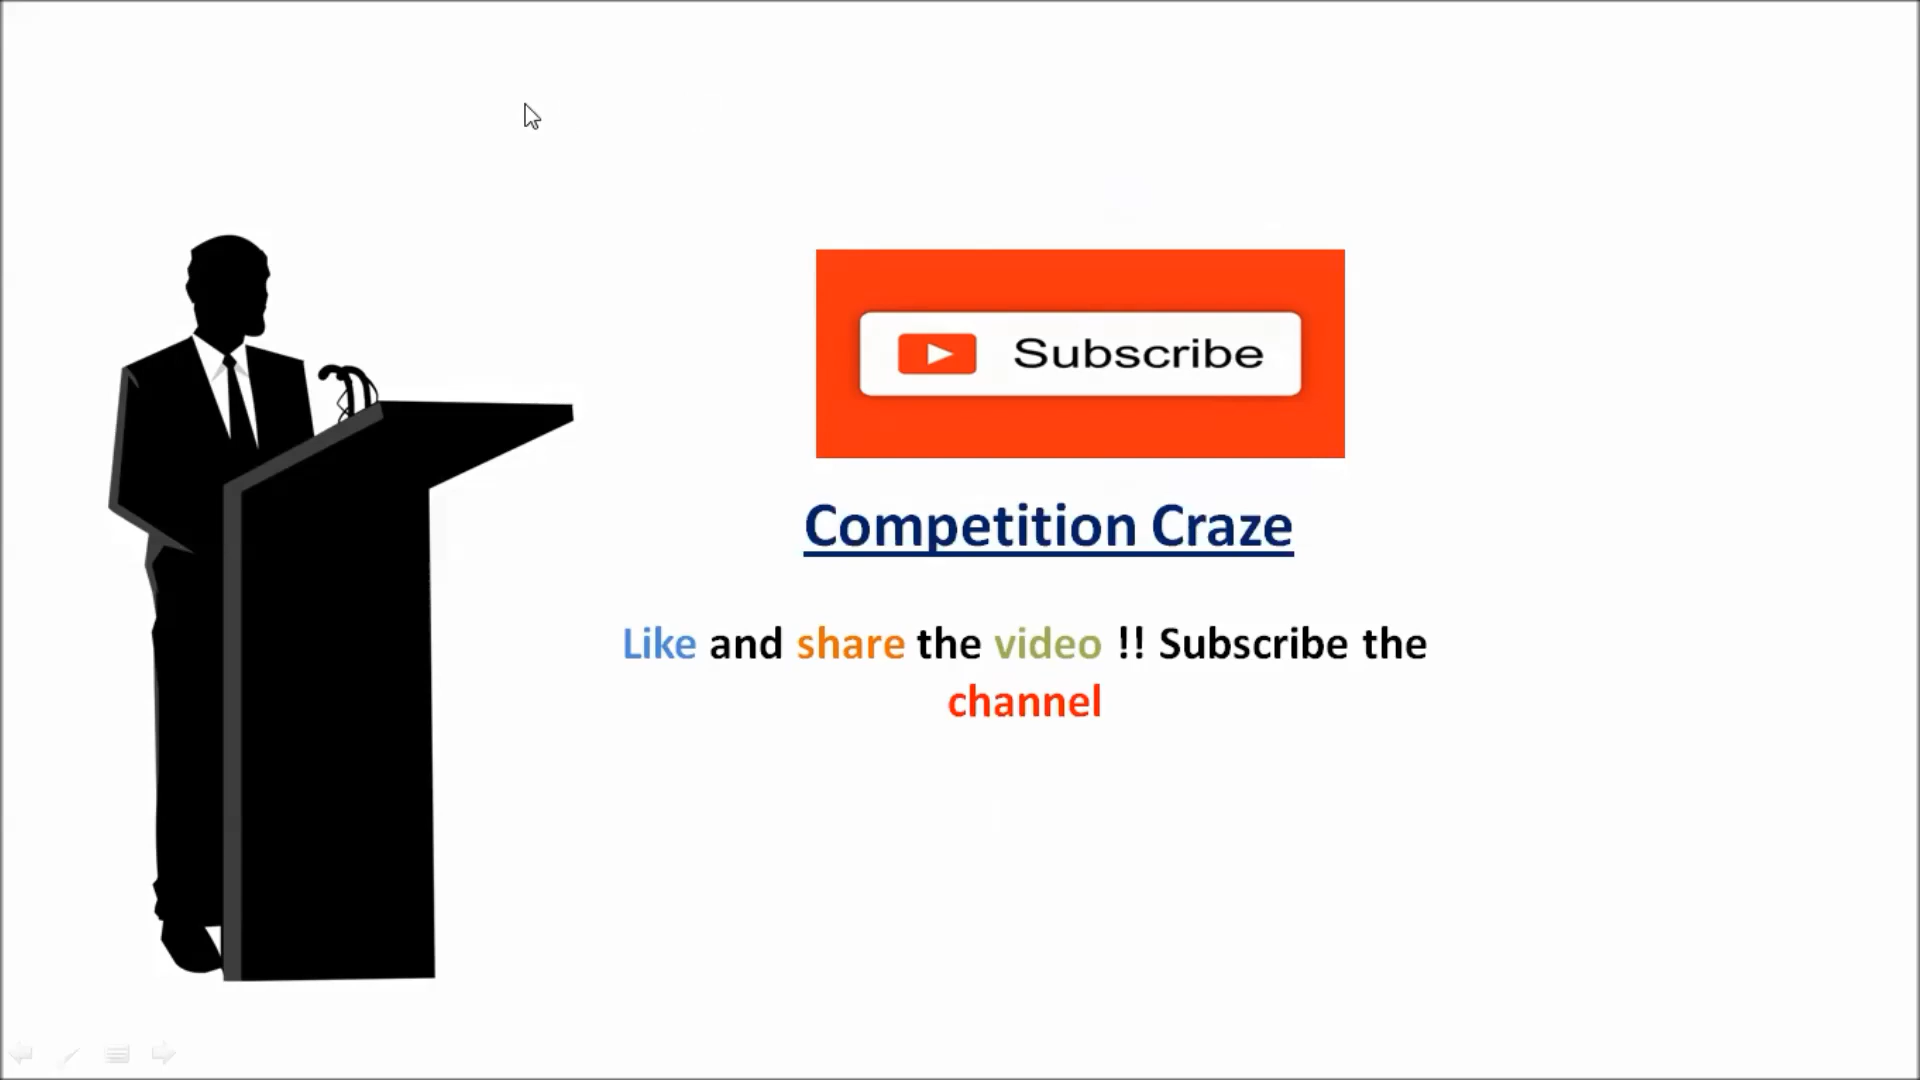 Subscribe
Competition Craze
Like and share the video !! Subscribe the
channel